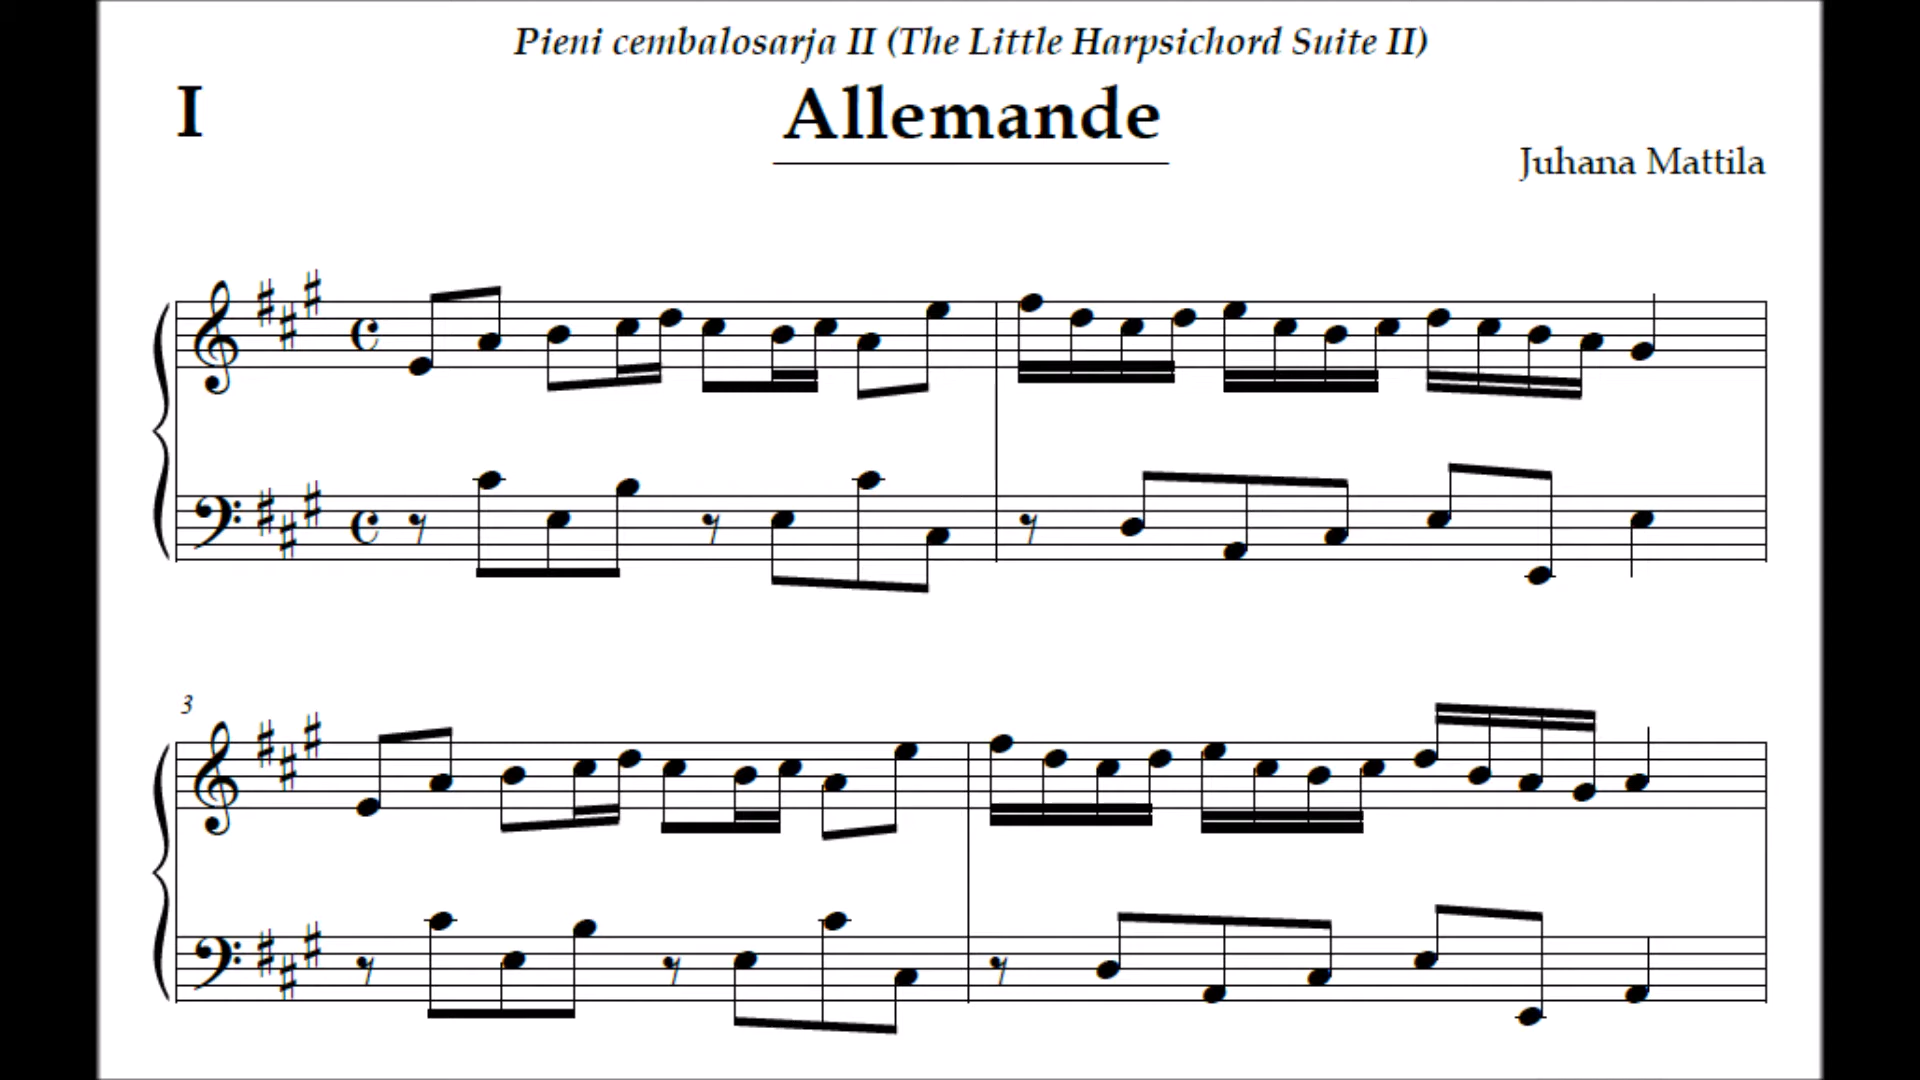 Pieni cembalosarja II (The Little Harpsichord Suite II)
I
Allemande
Juhana Mattila
3